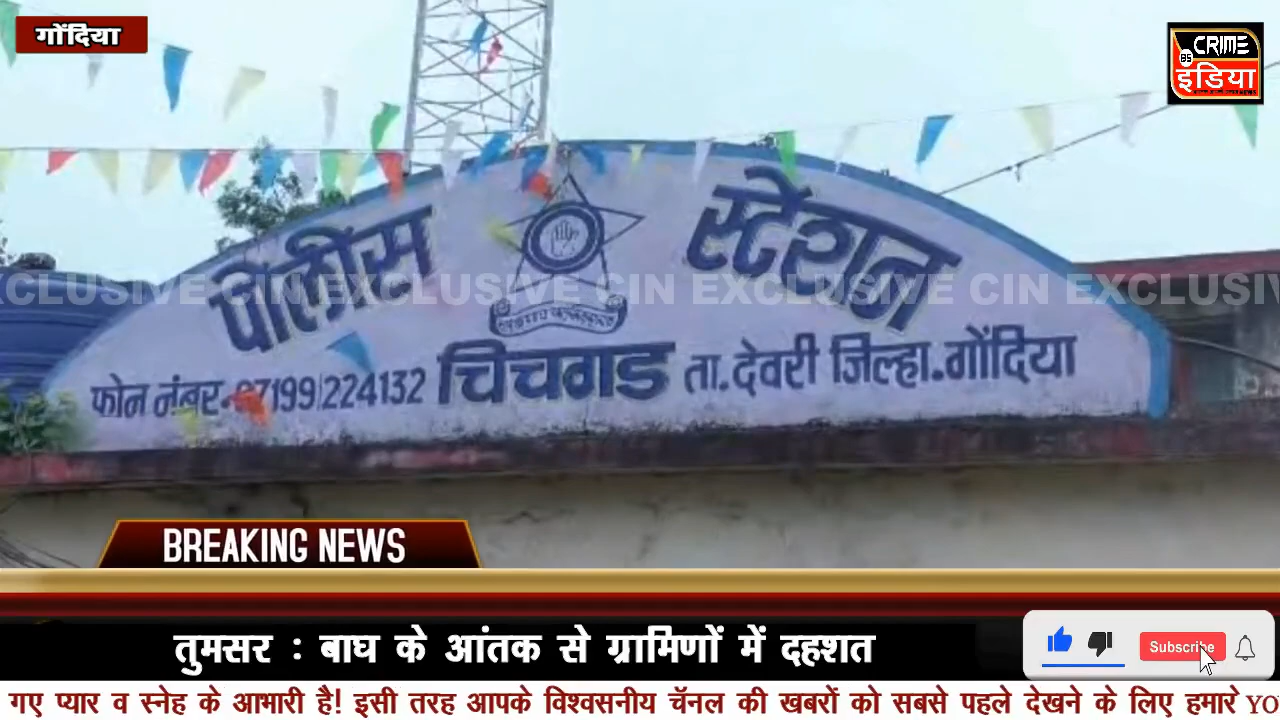 गोंदिया
CRIME
इंडिया
पोलीस स्टेशन
EXCLUSIVE CIN EXCLUSIVE CIN EXCLUSIVE CIN EXCLUSIV
फोन नंबर-07199|224132 चिचगड ता.देवरी जिल्हा.गोंदिया
BREAKING NEWS
तुमसर : बाघ के आंतक से ग्रामिणों में दहशत
Subscribe
गए प्यार व स्नेह के आभारी है! इसी तरह आपके विश्वसनीय चॅनल की खबरों को सबसे पहले देखने के लिए हमारे YO